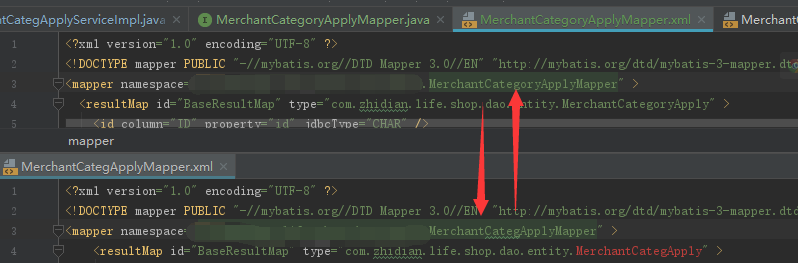 ntCategApplyServiceImpl.java MerchantCategoryApplyMapper.java MerchantCategoryApplyMapper.xml MerchantC
1 <?xml version="1.0" encoding="UTF-8" ?>
2 <!DOCTYPE mapper PUBLIC "-//mybatis.org//DTD Mapper 3.0//EN" "http://mybatis.org/dtd/mybatis-3-mapper.dt
3 <mapper namespace= .MerchantCategoryApplyMapper" >
4 <resultMap id="BaseResultMap" type="com.zhidian.life.shop.dao.entity.MerchantCategoryApply" >
5 <id column="ID" property="id" jdbcType="CHAR" />
mapper
MerchantCategApplyMapper.xml
1 <?xml version="1.0" encoding="UTF-8" ?>
2 <!DOCTYPE mapper PUBLIC "-//mybatis.org//DTD Mapper 3.0//EN" "http://mybatis.org/dtd/mybatis-3-mapper.dtd
3 <mapper namespace= MerchantCategApplyMapper" >
4 <resultMap id="BaseResultMap" type="com.zhidian.life.shop.dao.entity.MerchantCategApply" >